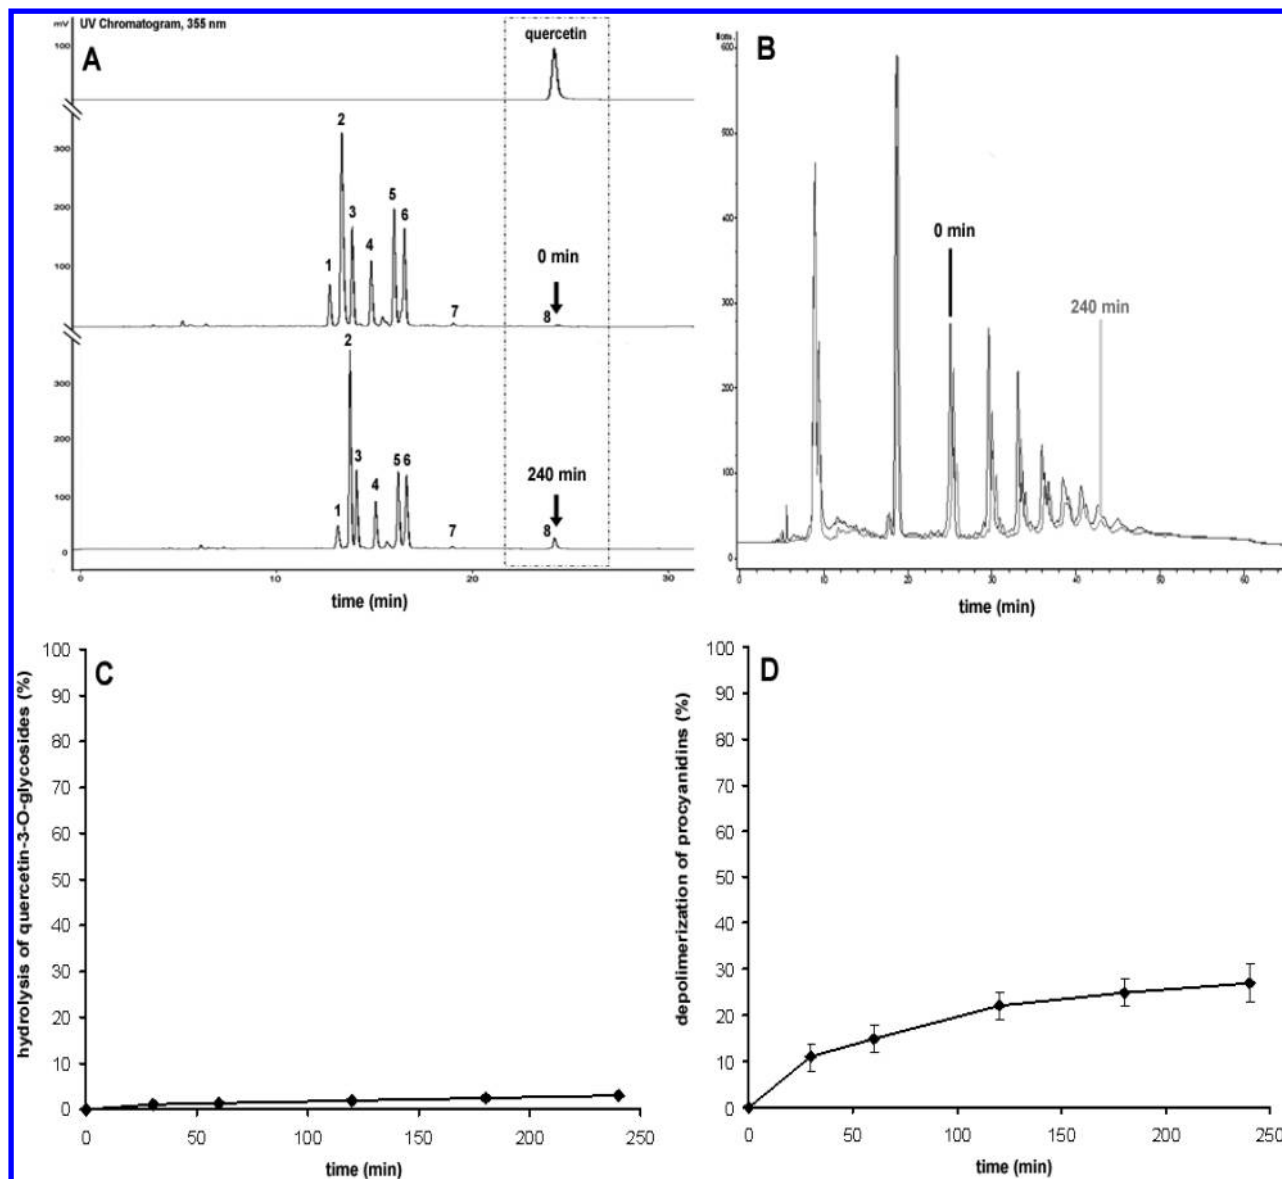 mV UV Chromatogram, 355 nm
A
quercetin
100
2
300
200
100
0
1
3
4
5
6
7
8
0 min
2
300
200
100
0
1
3
4
5 6
7
8
240 min
0 10 20 30
time (min)
B
600
500
400
300
200
100
0
0 min
240 min
0 10 20 30 40 50 60
time (min)
C
hydrolysis of quercetin-3-O-glycosides (%)
100
90
80
70
60
50
40
30
20
10
0
0 50 100 150 200 250
time (min)
D
depolimerization of procyanidins (%)
100
90
80
70
60
50
40
30
20
10
0
0 50 100 150 200 250
time (min)